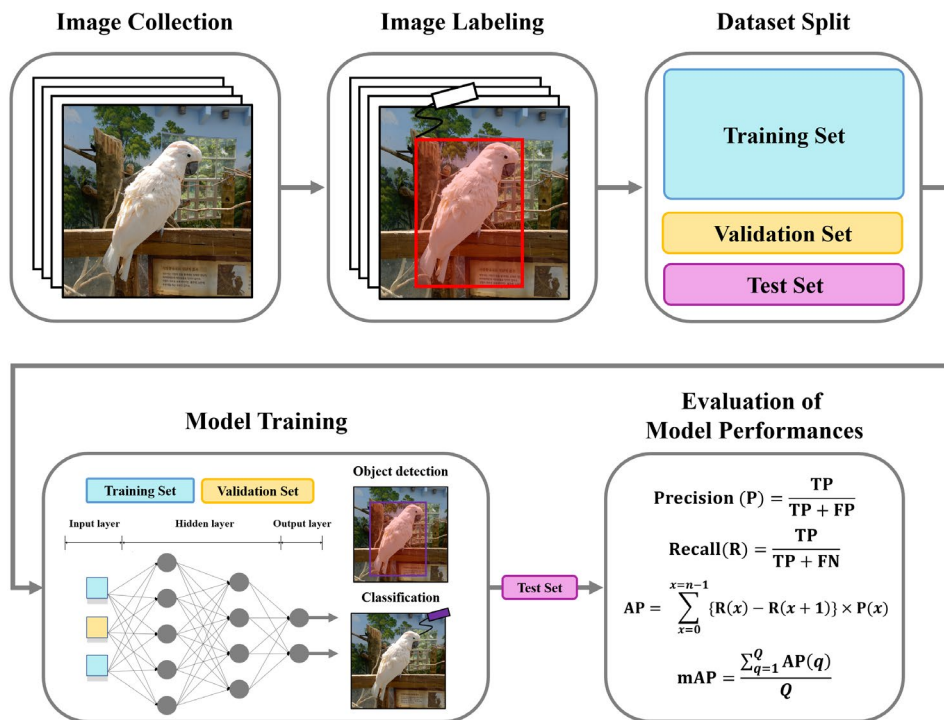 Image Collection
Image Labeling
Dataset Split
Training Set
Validation Set
Test Set
Model Training
Evaluation of
Model Performances
Object detection
Training Set
Validation Set
Input layer
Hidden layer
Output layer
Classification
Test Set
Precision (P) = TP / TP + FP
Recall(R) = TP / TP + FN
AP = ∑ x=0 x=n−1 {R(x) − R(x + 1)} × P(x)
mAP = ∑ q=1 Q AP(q) / Q